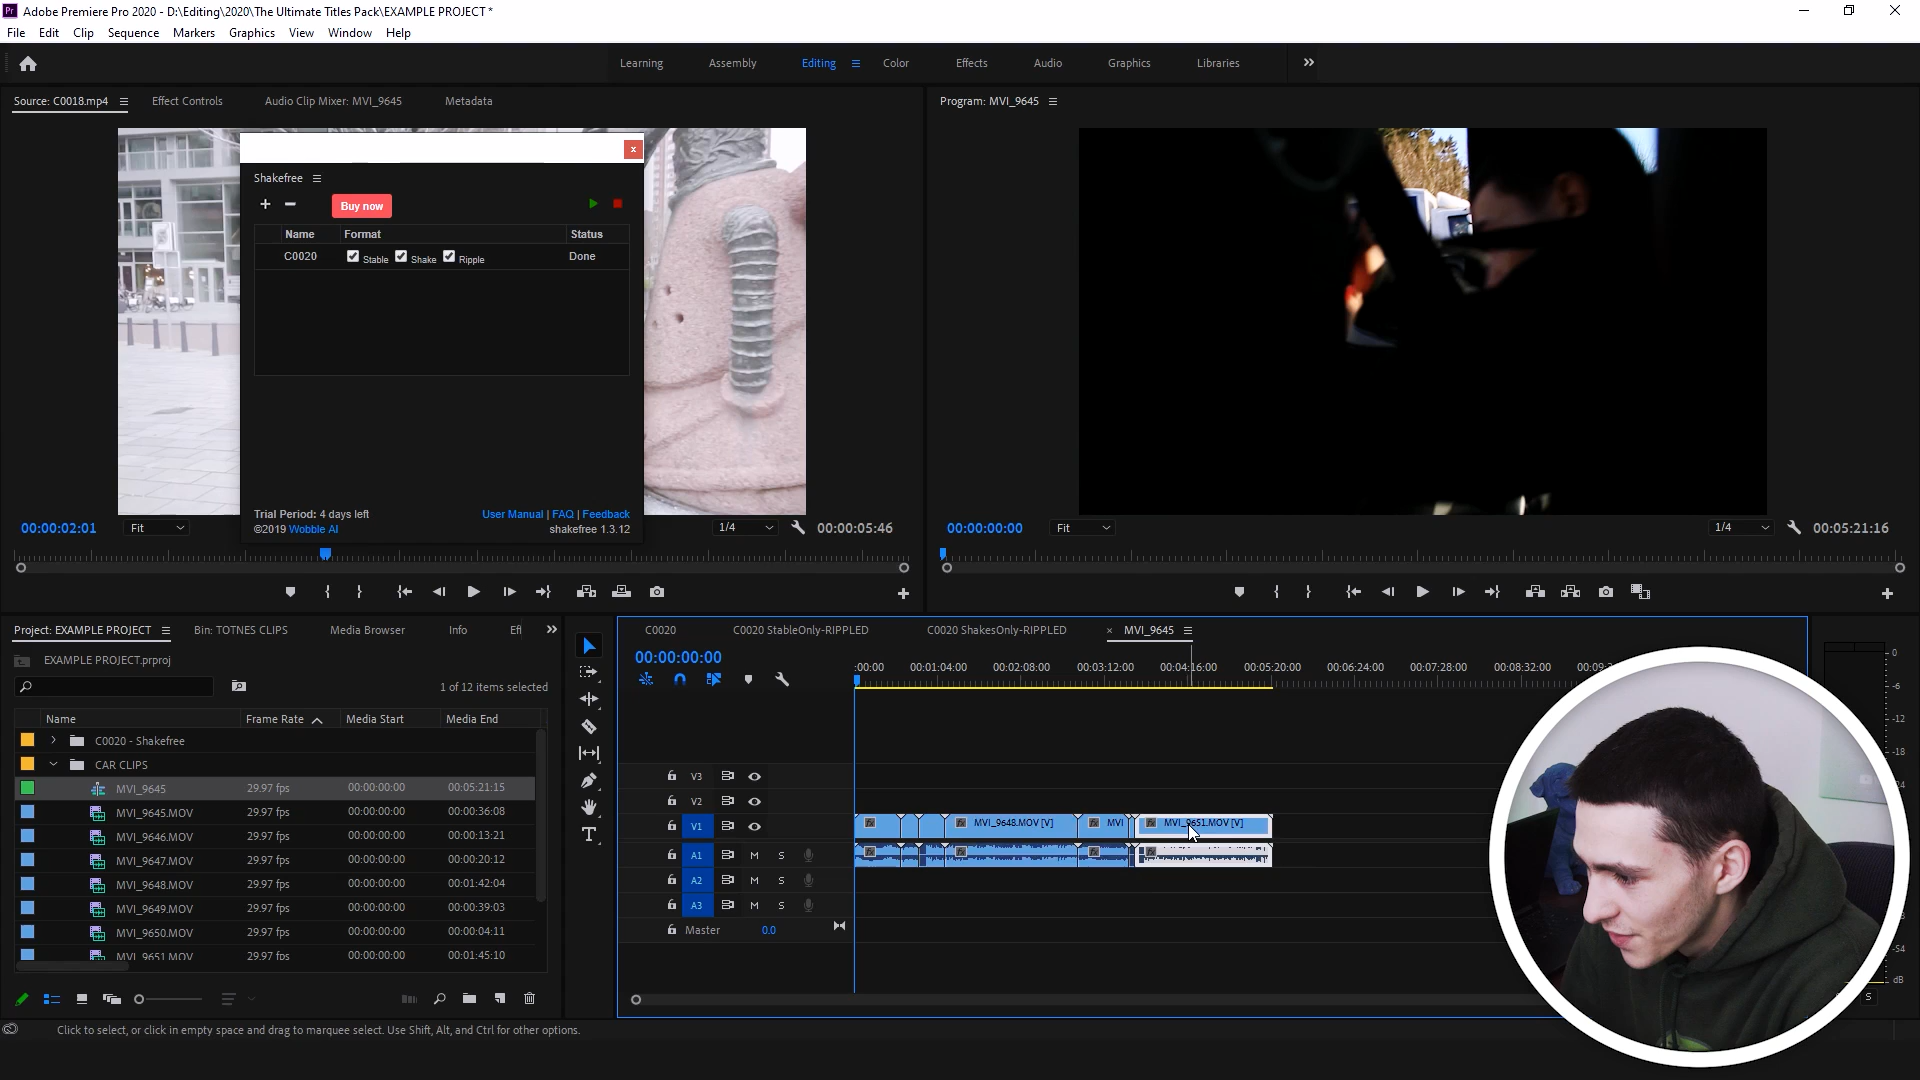 Adobe Premiere Pro 2020 - D:\Editing\2020\The Ultimate Titles Pack\EXAMPLE PROJECT *
File Edit Clip Sequence Markers Graphics View Window Help
Learning Assembly Editing Color Effects Audio Graphics Libraries
Source: C0018.mp4 Effect Controls Audio Clip Mixer: MVI_9645 Metadata
Program: MVI_9645
Shakefree
Buy now
Name Format Status
C0020 Stable Shake Ripple Done
Trial Period: 4 days left
User Manual | FAQ | Feedback
©2019 Wobble AI
shakefree 1.3.12
00:00:02:01 Fit 1/4 00:00:05:46
00:00:00:00 Fit 1/4 00:05:21:16
Project: EXAMPLE PROJECT Bin: TOTNES CLIPS Media Browser Info Eff
EXAMPLE PROJECT.prproj
1 of 12 items selected
Name Frame Rate Media Start Media End
C0020 - Shakefree
CAR CLIPS
MVI_9645 29.97 fps 00:00:00:00 00:05:21:15
MVI_9645.MOV 29.97 fps 00:00:00:00 00:00:36:08
MVI_9646.MOV 29.97 fps 00:00:00:00 00:00:13:21
MVI_9647.MOV 29.97 fps 00:00:00:00 00:00:20:12
MVI_9648.MOV 29.97 fps 00:00:00:00 00:01:42:04
MVI_9649.MOV 29.97 fps 00:00:00:00 00:00:39:03
MVI_9650.MOV 29.97 fps 00:00:00:00 00:00:04:11
MVI_9651.MOV 29.97 fps 00:00:00:00 00:01:45:10
C0020 C0020 StableOnly-RIPPLED C0020 ShakesOnly-RIPPLED × MVI_9645
00:00:00:00
:00:00 00:01:04:00 00:02:08:00 00:03:12:00 00:04:16:00 00:05:20:00 00:06:24:00 00:07:28:00 00:08:32:00
V3
V2
V1
fx fx MVI_9648.MOV [V] fx MVI fx MVI_9651.MOV [V]
A1 M S
A2 M S
A3 M S
Master 0.0
0
-6
-12
-18
-54
dB
S
Click to select, or click in empty space and drag to marquee select. Use Shift, Alt, and Ctrl for other options.